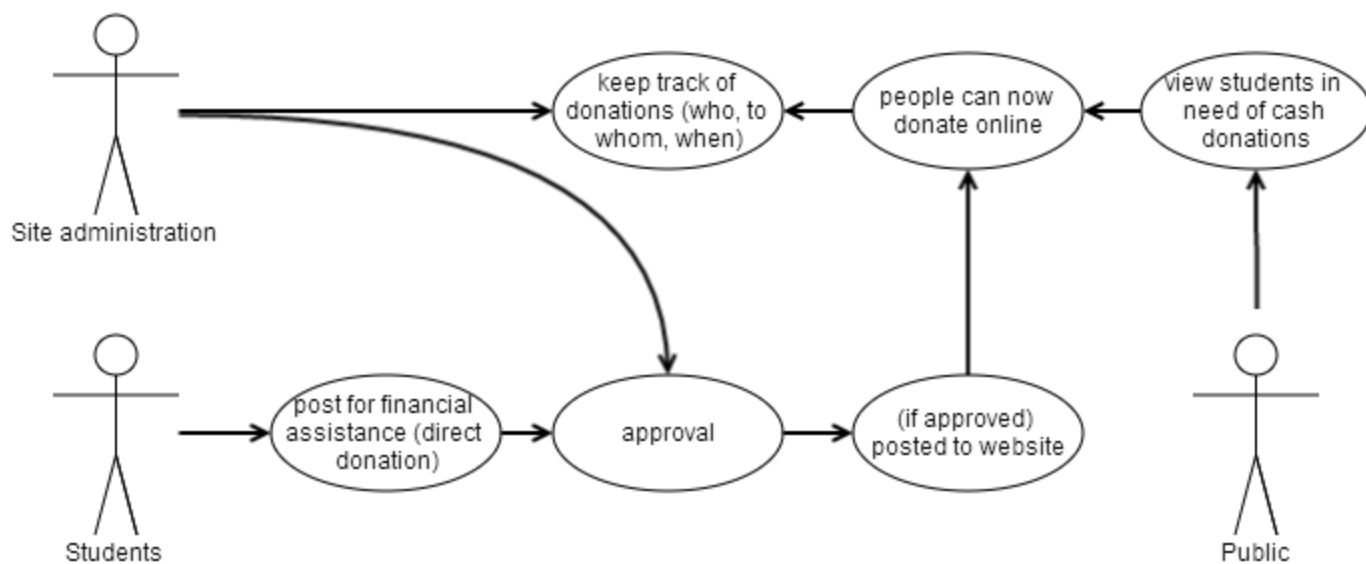 keep track of
donations (who, to
whom, when)
people can now
donate online
view students in
need of cash
donations
Site administration
post for financial
assistance (direct
donation)
approval
(if approved)
posted to website
Students
Public